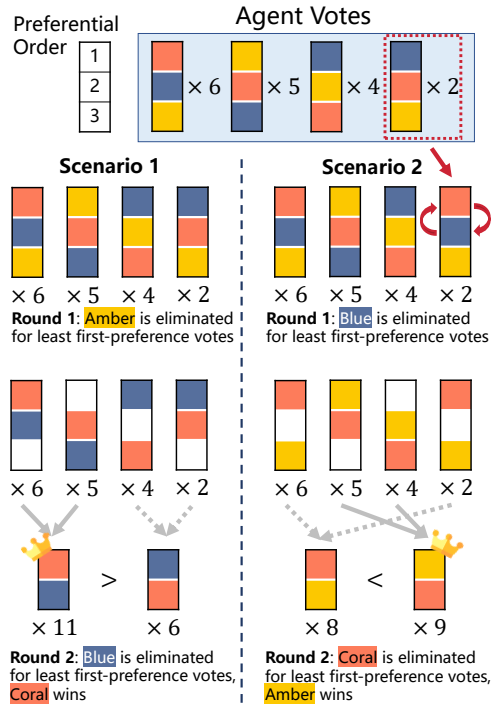 Preferential
Order
Agent Votes
1
2
3
× 6
× 5
× 4
× 2
Scenario 1
× 6
× 5
× 4
× 2
Round 1: Amber is eliminated
for least first-preference votes
× 6
× 5
× 4
× 2
>
× 11
× 6
Round 2: Blue is eliminated
for least first-preference votes,
Coral wins
Scenario 2
× 6
× 5
× 4
× 2
Round 1: Blue is eliminated
for least first-preference votes
× 6
× 5
× 4
× 2
<
× 8
× 9
Round 2: Coral is eliminated
for least first-preference votes,
Amber wins